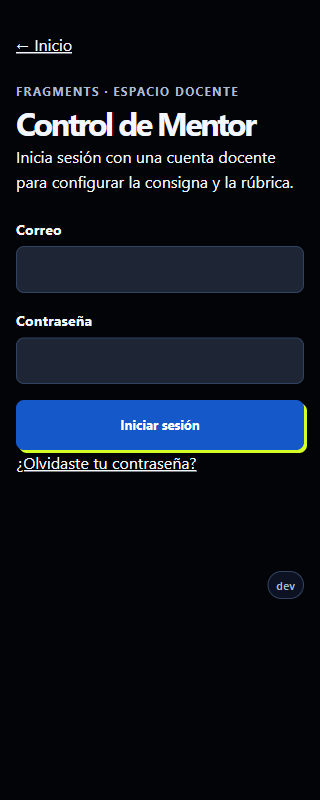 ← Inicio
FRAGMENTS · ESPACIO DOCENTE
Control de Mentor
Inicia sesión con una cuenta docente
para configurar la consigna y la rúbrica.
Correo
Contraseña
Iniciar sesión
¿Olvidaste tu contraseña?
dev